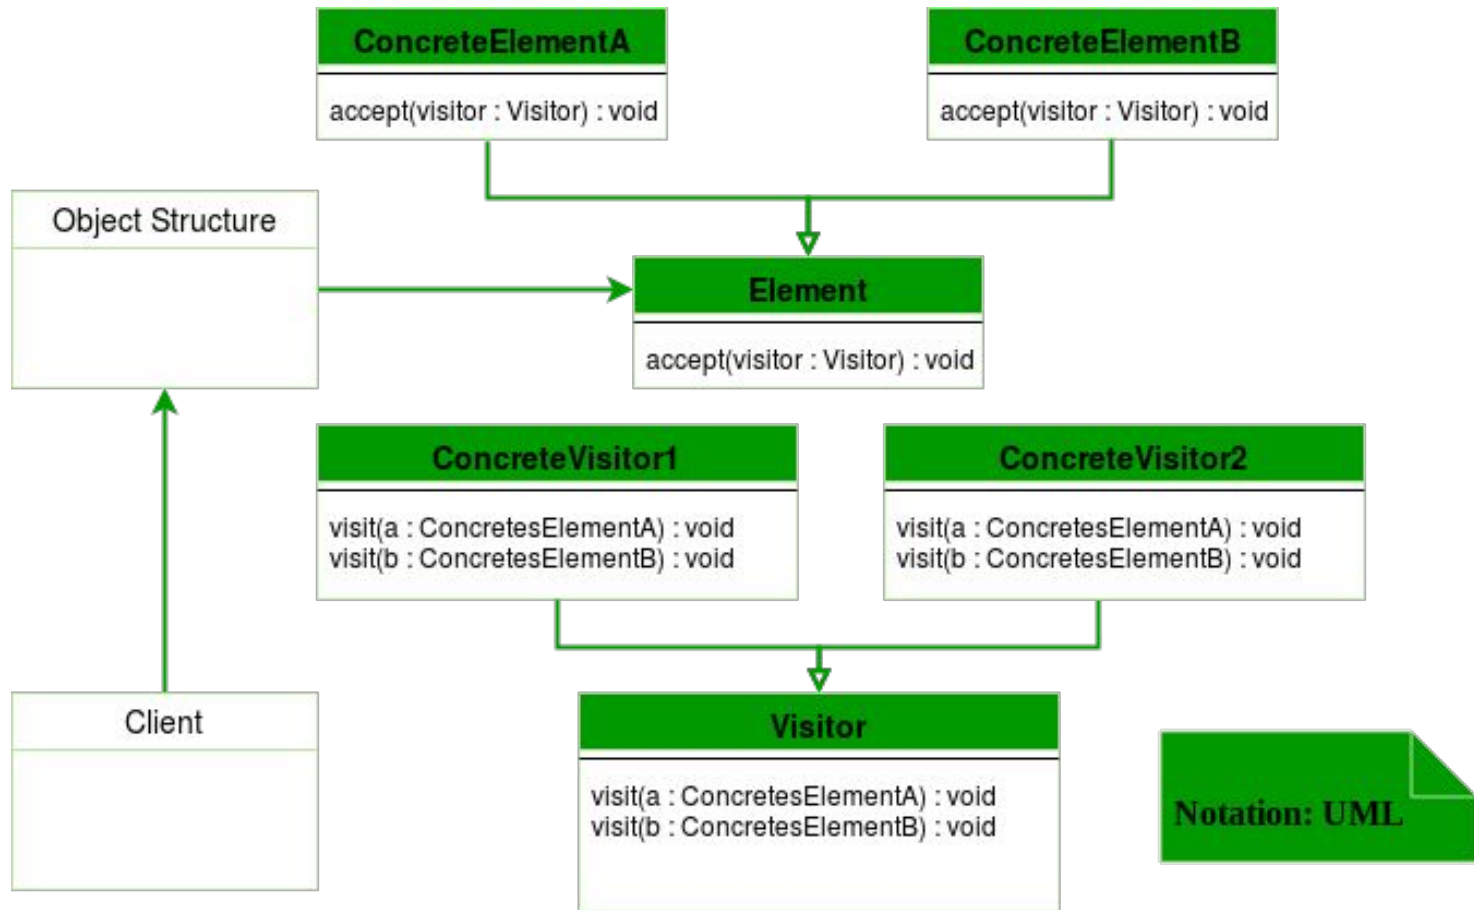 ConcreteElementA
accept(visitor : Visitor) : void
ConcreteElementB
accept(visitor : Visitor) : void
Object Structure
Element
accept(visitor : Visitor) : void
ConcreteVisitor1
visit(a : ConcretesElementA) : void
visit(b : ConcretesElementB) : void
ConcreteVisitor2
visit(a : ConcretesElementA) : void
visit(b : ConcretesElementB) : void
Client
Visitor
visit(a : ConcretesElementA) : void
visit(b : ConcretesElementB) : void
Notation: UML